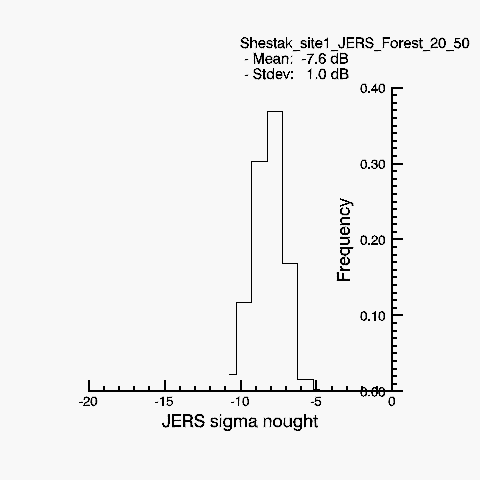 Shestak_site1_JERS_Forest_20_50
- Mean: -7.6 dB
- Stdev: 1.0 dB
0.40
0.30
0.20
0.10
0.00
Frequency
-20 -15 -10 -5 0
JERS sigma nought